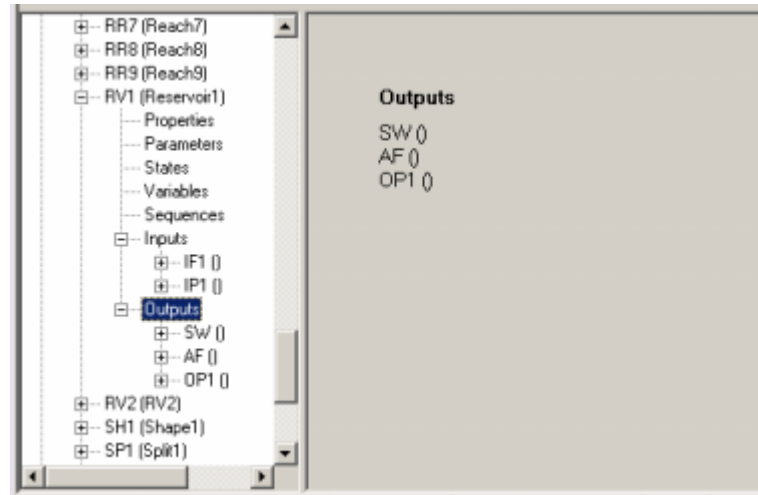 RR7 (Reach7)
RR8 (Reach8)
RR9 (Reach9)
RV1 (Reservoir1)
Properties
Parameters
States
Variables
Sequences
Inputs
IF1 ()
IP1 ()
Outputs
SW ()
AF ()
OP1 ()
RV2 (RV2)
SH1 (Shape1)
SP1 (Split1)
Outputs
SW ()
AF ()
OP1 ()